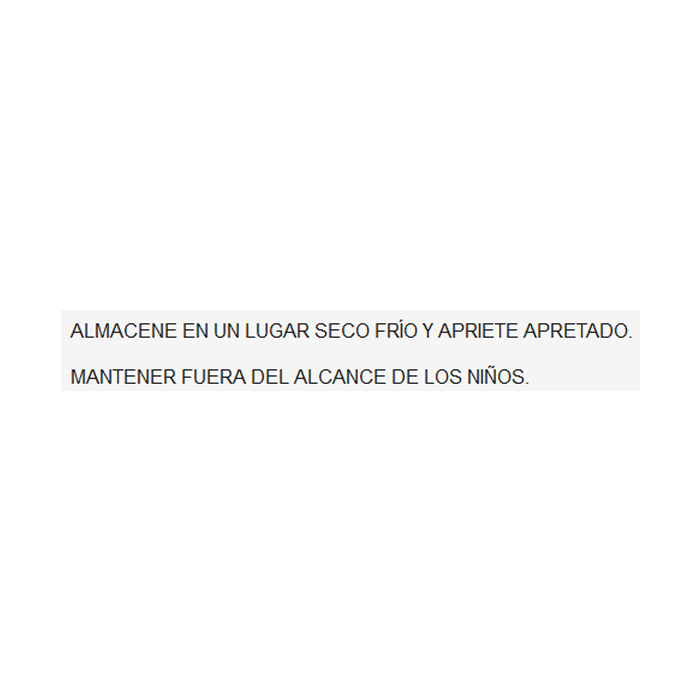 ALMACENE EN UN LUGAR SECO FRÍO Y APRIETE APRETADO.
MANTENER FUERA DEL ALCANCE DE LOS NIÑOS.